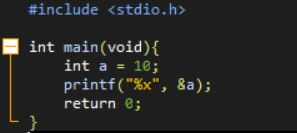 #include <stdio.h>
int main(void){
    int a = 10;
    printf("%x", &a);
    return 0;
}